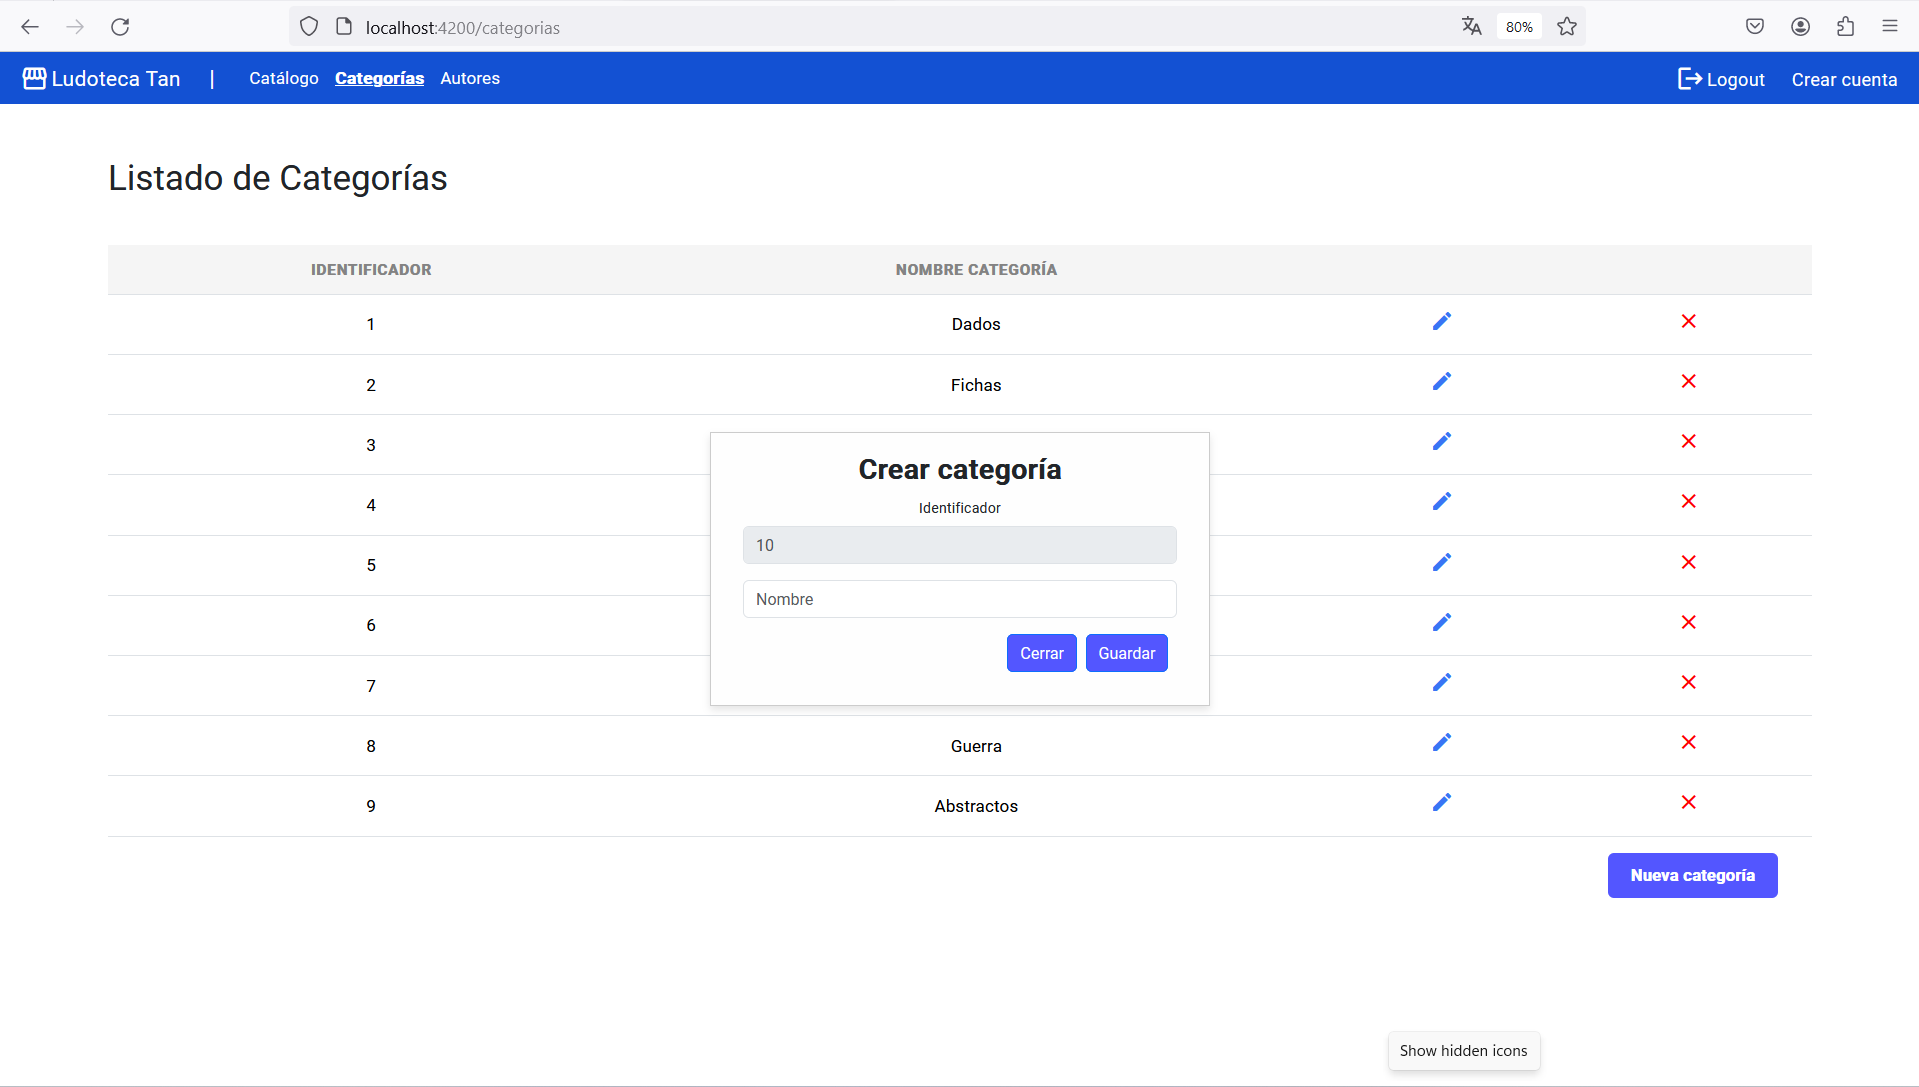 localhost:4200/categorias
80%
Ludoteca Tan | Catálogo Categorías Autores Logout Crear cuenta
Listado de Categorías
IDENTIFICADOR NOMBRE CATEGORÍA
1 Dados
2 Fichas
3
4
5
6
7
Crear categoría
Identificador
10
Nombre
Cerrar Guardar
8 Guerra
9 Abstractos
Nueva categoría
Show hidden icons